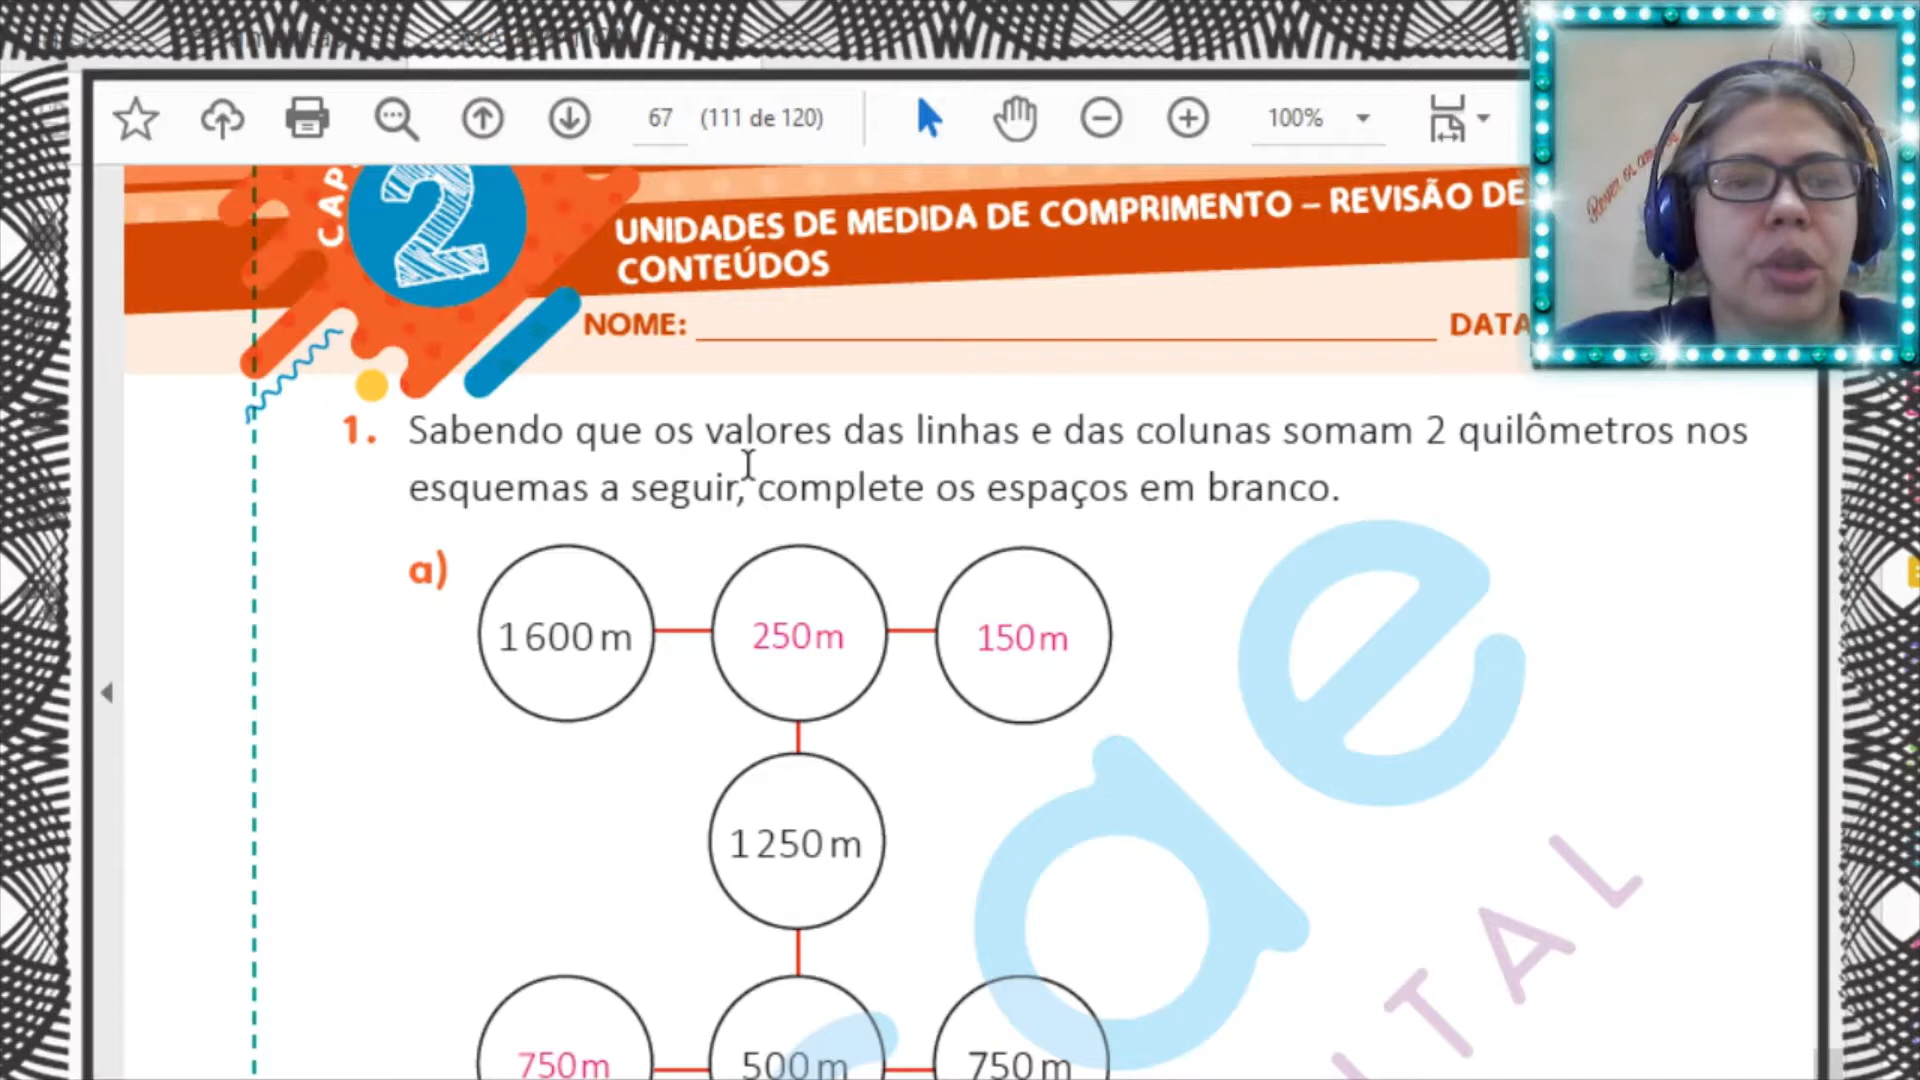 67 (111 de 120) 100%
CAP
2
UNIDADES DE MEDIDA DE COMPRIMENTO – REVISÃO DE
CONTEÚDOS
NOME: DATA
1. Sabendo que os valores das linhas e das colunas somam 2 quilômetros nos
esquemas a seguir, complete os espaços em branco.
a)
1600 m 250 m 150 m
1250 m
750 m 500 m 750 m
a e
I T A L